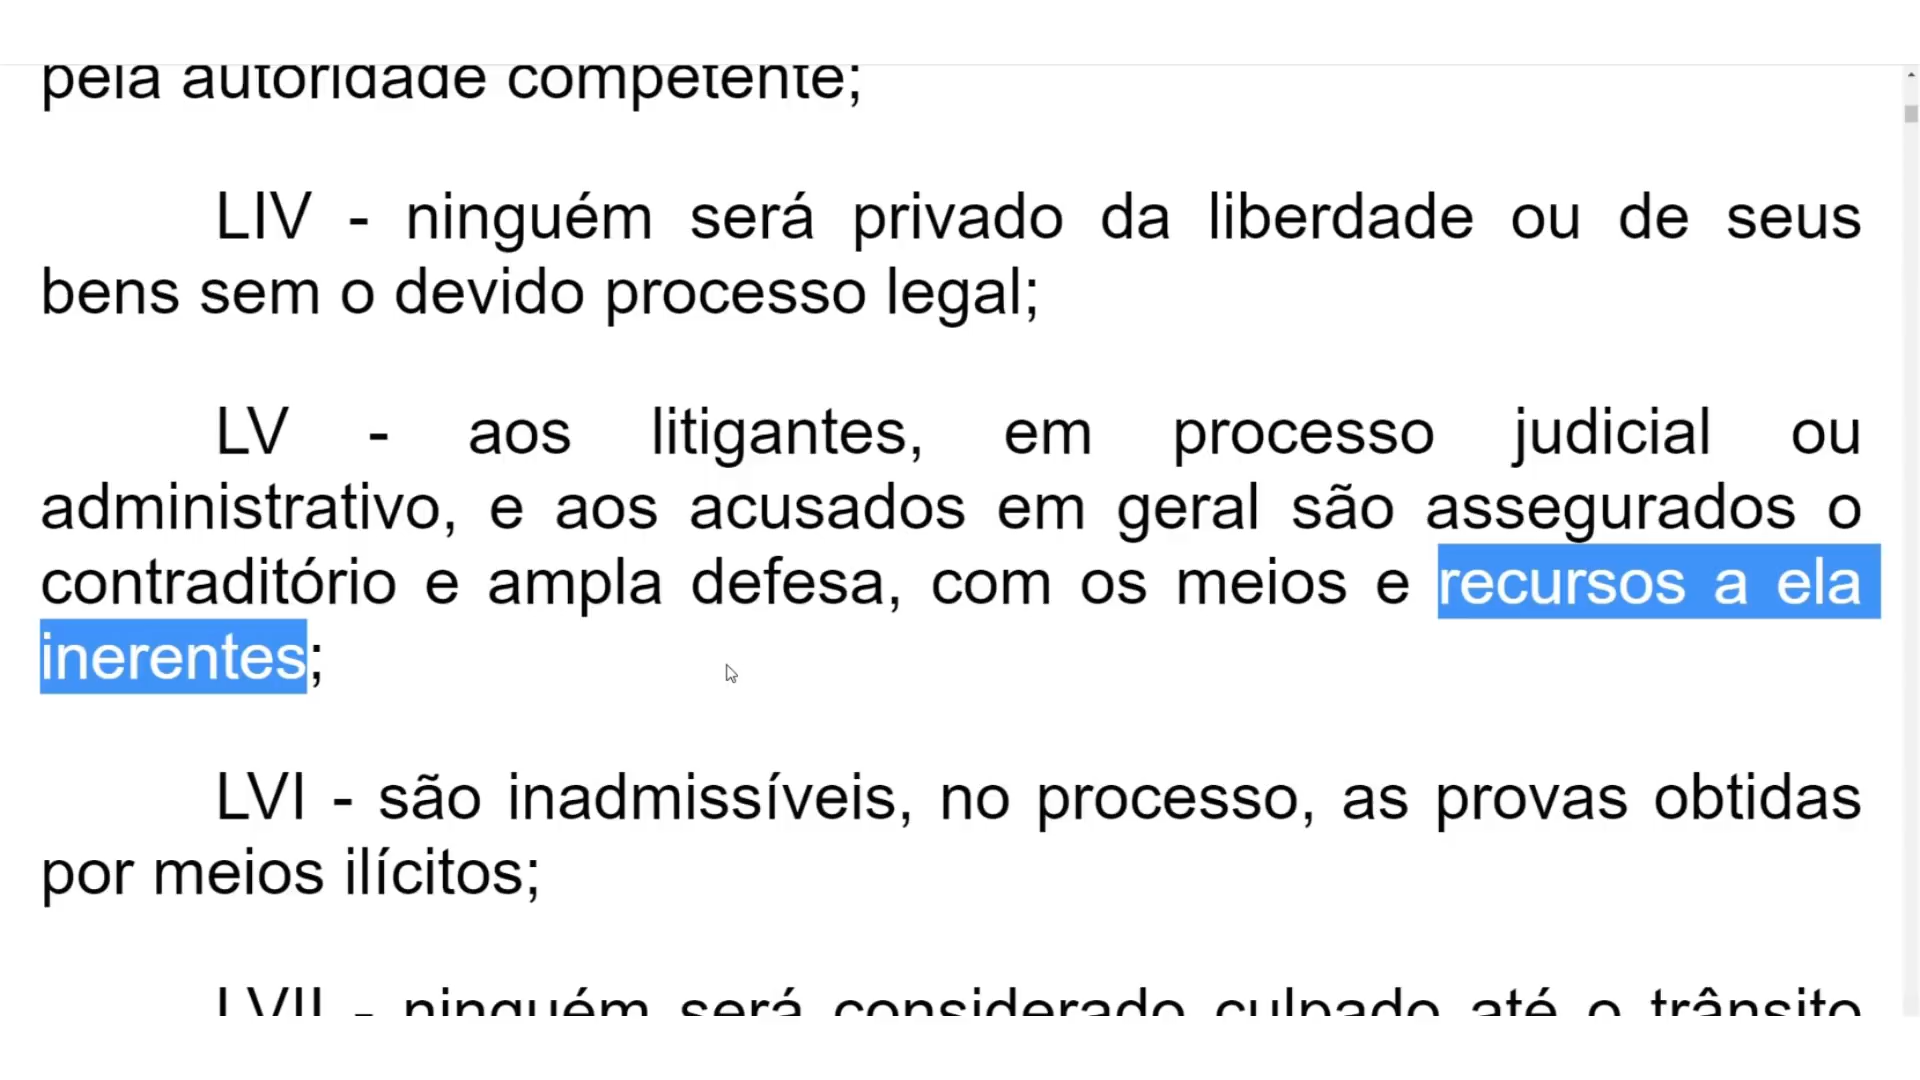 pela autoridade competente;
LIV - ninguém será privado da liberdade ou de seus
bens sem o devido processo legal;
LV - aos litigantes, em processo judicial ou
administrativo, e aos acusados em geral são assegurados o
contraditório e ampla defesa, com os meios e recursos a ela
inerentes;
LVI - são inadmissíveis, no processo, as provas obtidas
por meios ilícitos;
LVII - ninguém será considerado culpado até o trânsito